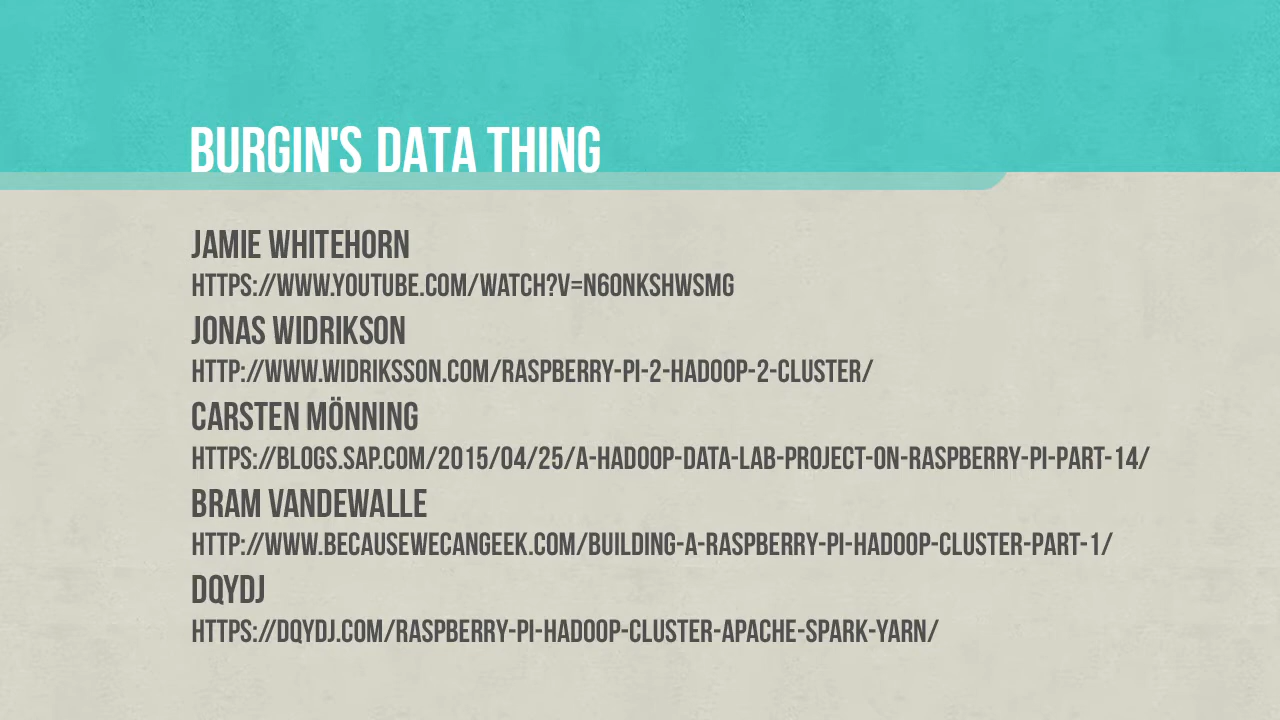 BURGIN'S DATA THING
JAMIE WHITEHORN
HTTPS://WWW.YOUTUBE.COM/WATCH?V=N6ONKSHWSMG
JONAS WIDRIKSON
HTTP://WWW.WIDRIKSSON.COM/RASPBERRY-PI-2-HADOOP-2-CLUSTER/
CARSTEN MÖNNING
HTTPS://BLOGS.SAP.COM/2015/04/25/A-HADOOP-DATA-LAB-PROJECT-ON-RASPBERRY-PI-PART-14/
BRAM VANDEWALLE
HTTP://WWW.BECAUSEWECANGEEK.COM/BUILDING-A-RASPBERRY-PI-HADOOP-CLUSTER-PART-1/
DQYDJ
HTTPS://DQYDJ.COM/RASPBERRY-PI-HADOOP-CLUSTER-APACHE-SPARK-YARN/